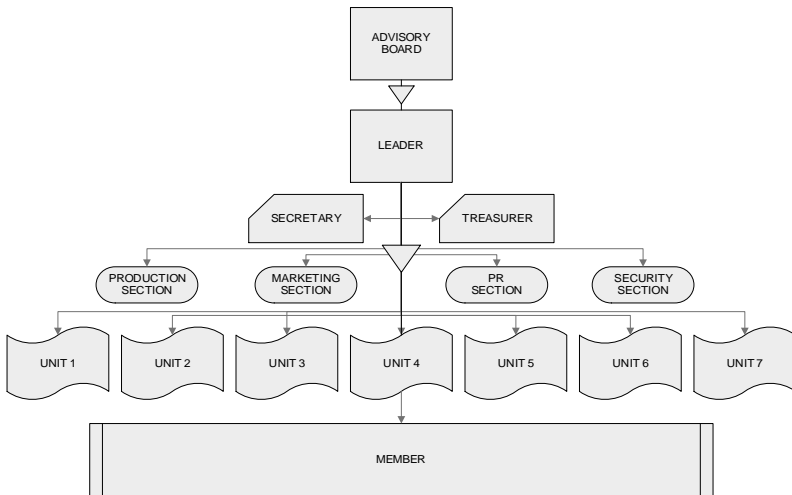 ADVISORY
BOARD
LEADER
SECRETARY
TREASURER
PRODUCTION
SECTION
MARKETING
SECTION
PR
SECTION
SECURITY
SECTION
UNIT 1
UNIT 2
UNIT 3
UNIT 4
UNIT 5
UNIT 6
UNIT 7
MEMBER